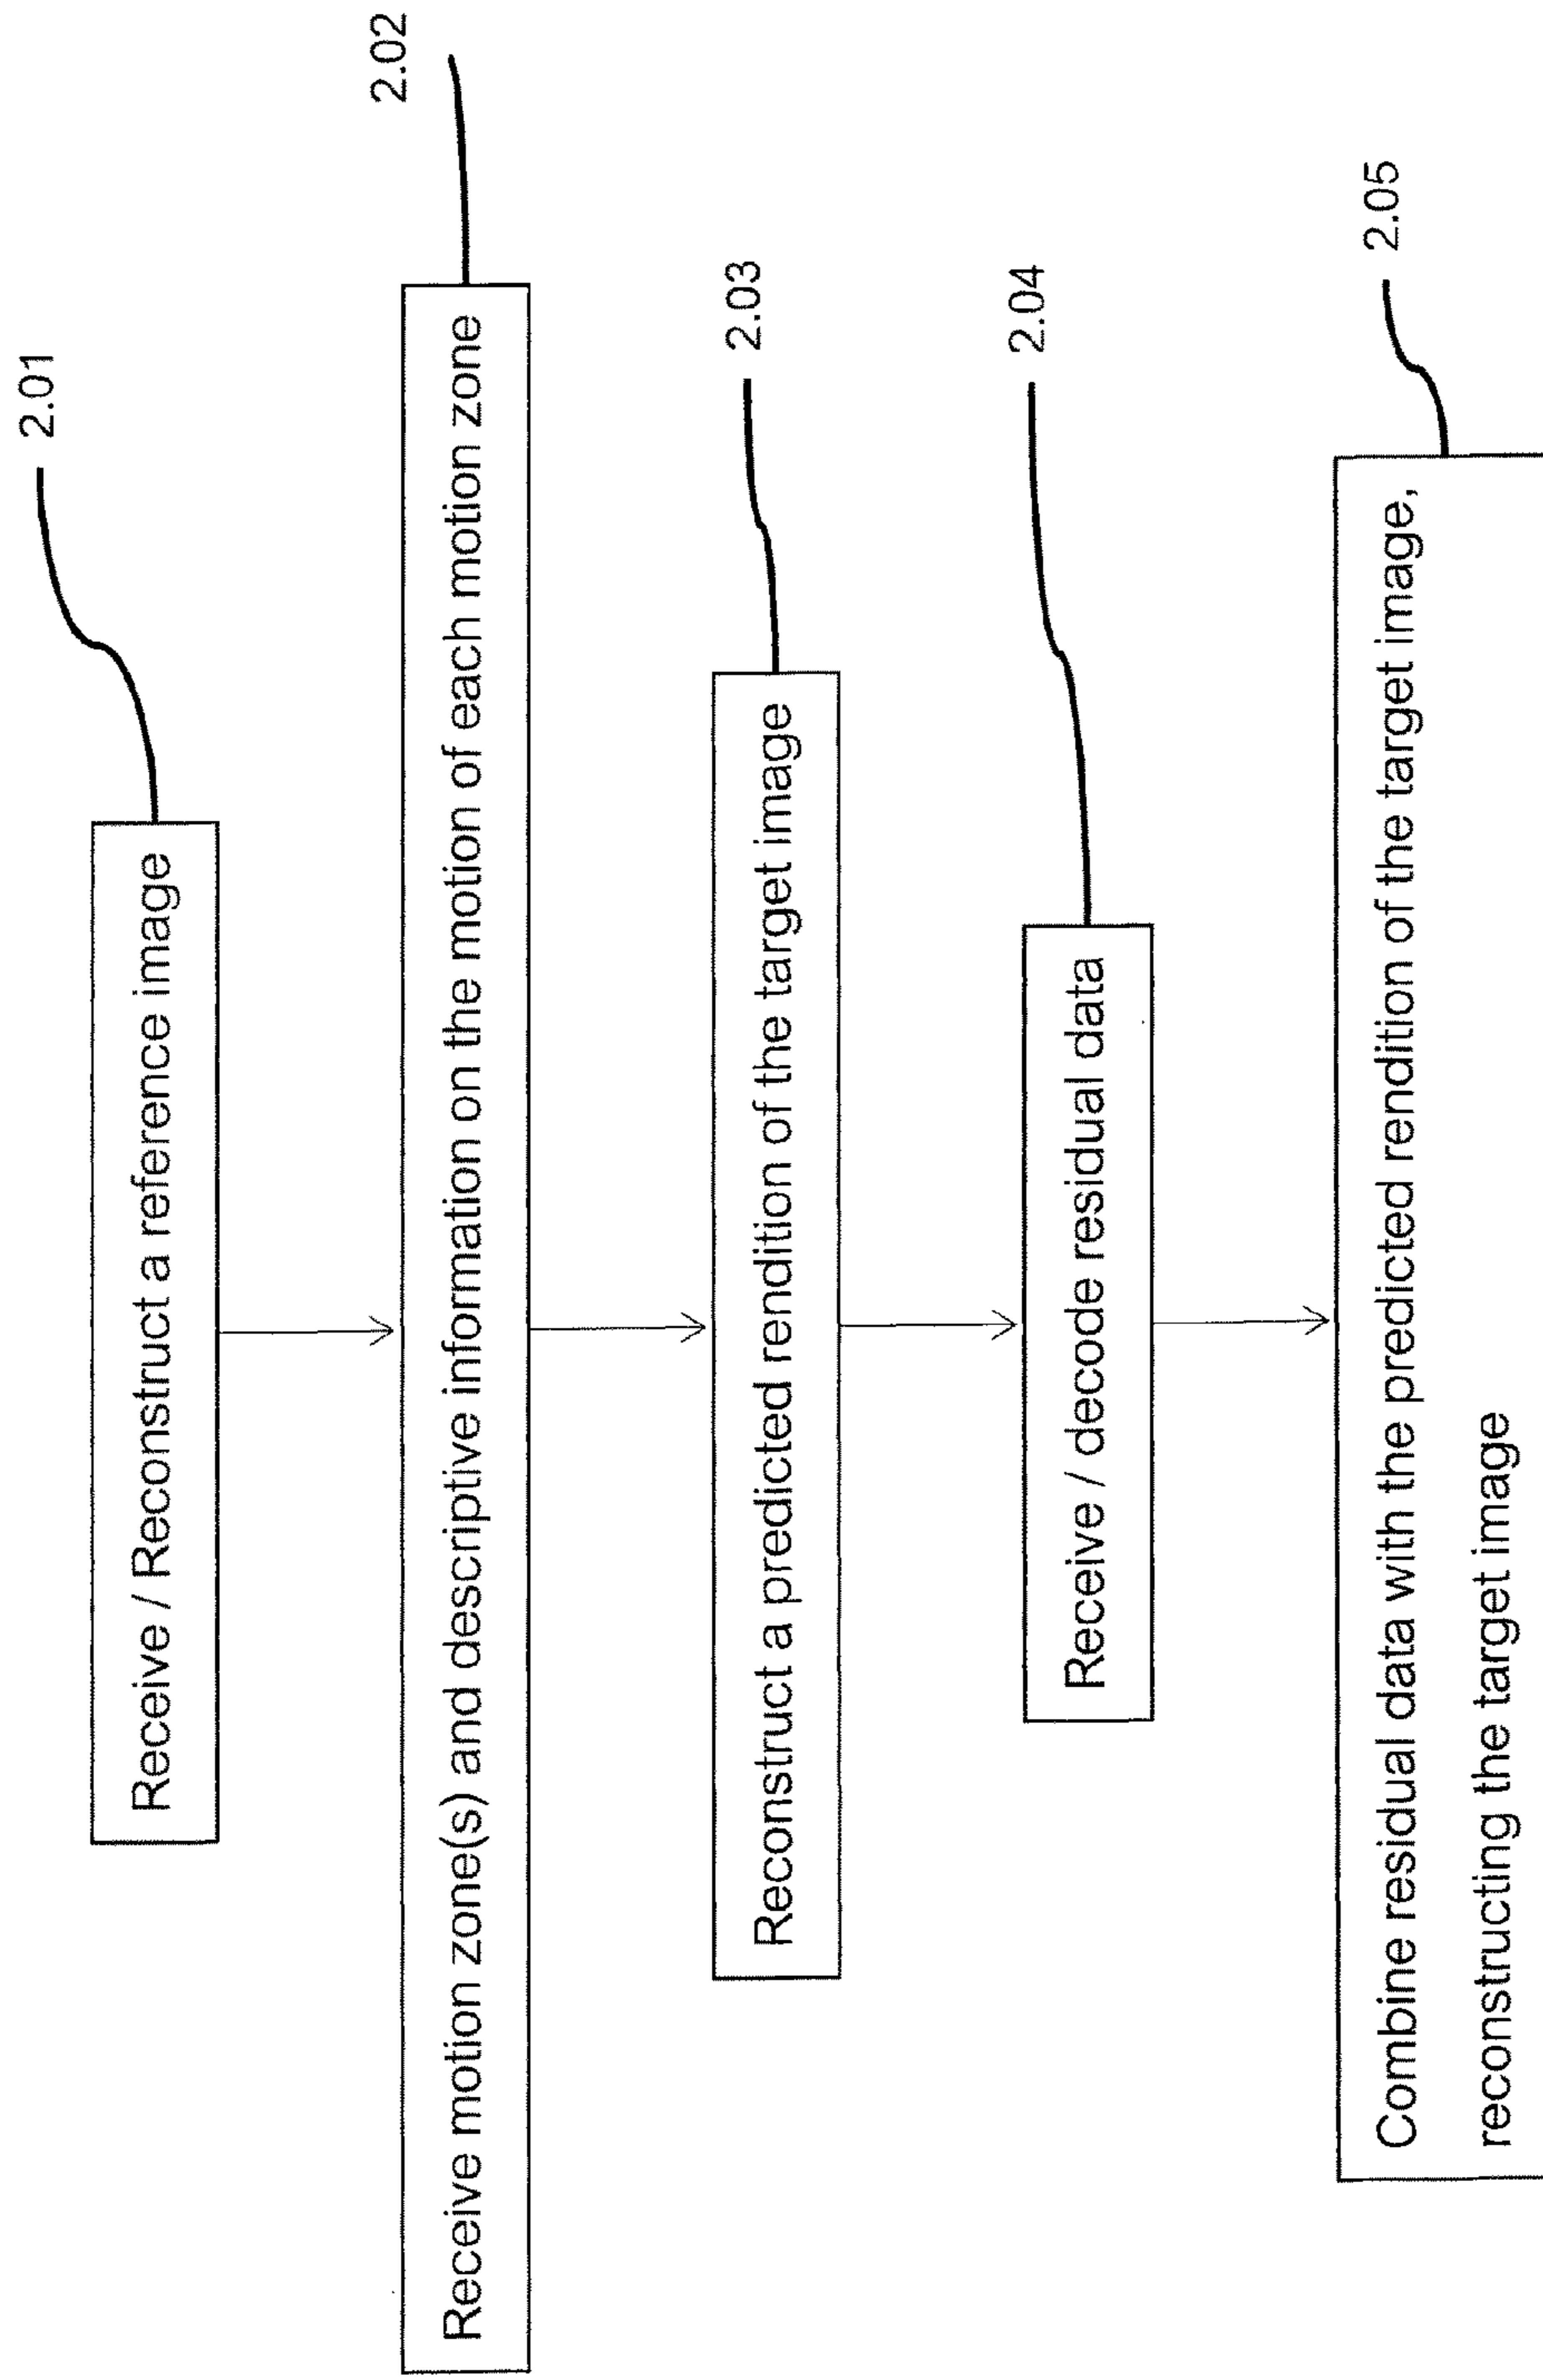 2.01
Receive / Reconstruct a reference image
2.02
Receive motion zone(s) and descriptive information on the motion of each motion zone
2.03
Reconstruct a predicted rendition of the target image
2.04
Receive / decode residual data
2.05
Combine residual data with the predicted rendition of the target image,
reconstructing the target image